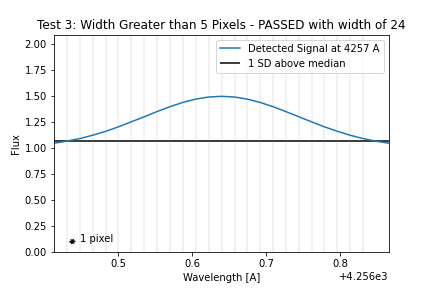 Test 3: Width Greater than 5 Pixels - PASSED with width of 24
2.00
1.75
1.50
1.25
1.00
0.75
0.50
0.25
0.00
Flux
Detected Signal at 4257 A
1 SD above median
1 pixel
0.5
0.6
0.7
0.8
Wavelength [A]
+4.256e3